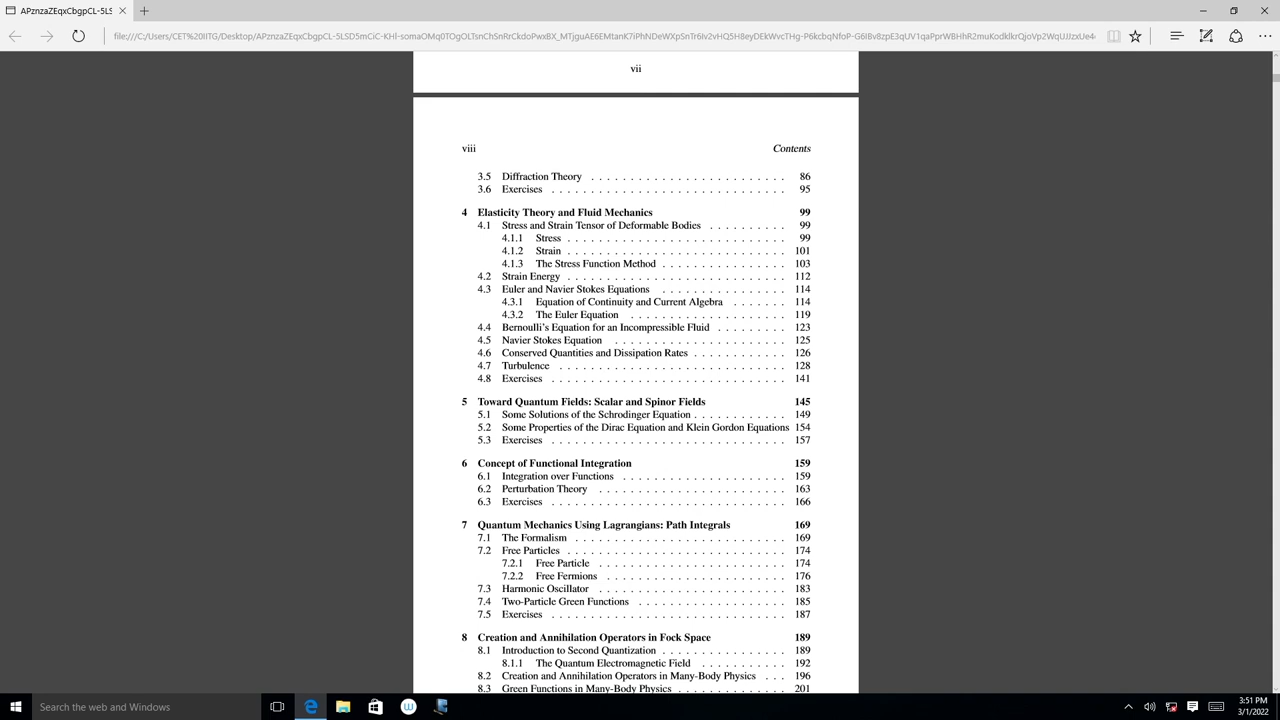 APznzaZEqxCbgpCL-5LS
vii
viii Contents
3.5 Diffraction Theory . . . . . . . . . . . . . . . . . . . . . . . . . 86
3.6 Exercises . . . . . . . . . . . . . . . . . . . . . . . . . . . . . . 95
4 Elasticity Theory and Fluid Mechanics 99
4.1 Stress and Strain Tensor of Deformable Bodies . . . . . . . . . . 99
4.1.1 Stress . . . . . . . . . . . . . . . . . . . . . . . . . . . . 99
4.1.2 Strain . . . . . . . . . . . . . . . . . . . . . . . . . . . . 101
4.1.3 The Stress Function Method . . . . . . . . . . . . . . . . 103
4.2 Strain Energy . . . . . . . . . . . . . . . . . . . . . . . . . . . . 112
4.3 Euler and Navier Stokes Equations . . . . . . . . . . . . . . . . 114
4.3.1 Equation of Continuity and Current Algebra . . . . . . . 114
4.3.2 The Euler Equation . . . . . . . . . . . . . . . . . . . . 119
4.4 Bernoulli's Equation for an Incompressible Fluid . . . . . . . . . 123
4.5 Navier Stokes Equation . . . . . . . . . . . . . . . . . . . . . . 125
4.6 Conserved Quantities and Dissipation Rates . . . . . . . . . . . . 126
4.7 Turbulence . . . . . . . . . . . . . . . . . . . . . . . . . . . . . 128
4.8 Exercises . . . . . . . . . . . . . . . . . . . . . . . . . . . . . . 141
5 Toward Quantum Fields: Scalar and Spinor Fields 145
5.1 Some Solutions of the Schrodinger Equation . . . . . . . . . . . . 149
5.2 Some Properties of the Dirac Equation and Klein Gordon Equations 154
5.3 Exercises . . . . . . . . . . . . . . . . . . . . . . . . . . . . . . 157
6 Concept of Functional Integration 159
6.1 Integration over Functions . . . . . . . . . . . . . . . . . . . . . 159
6.2 Perturbation Theory . . . . . . . . . . . . . . . . . . . . . . . . 163
6.3 Exercises . . . . . . . . . . . . . . . . . . . . . . . . . . . . . . 166
7 Quantum Mechanics Using Lagrangians: Path Integrals 169
7.1 The Formalism . . . . . . . . . . . . . . . . . . . . . . . . . . . 169
7.2 Free Particles . . . . . . . . . . . . . . . . . . . . . . . . . . . . 174
7.2.1 Free Particle . . . . . . . . . . . . . . . . . . . . . . . . 174
7.2.2 Free Fermions . . . . . . . . . . . . . . . . . . . . . . . 176
7.3 Harmonic Oscillator . . . . . . . . . . . . . . . . . . . . . . . . 183
7.4 Two-Particle Green Functions . . . . . . . . . . . . . . . . . . . 185
7.5 Exercises . . . . . . . . . . . . . . . . . . . . . . . . . . . . . . 187
8 Creation and Annihilation Operators in Fock Space 189
8.1 Introduction to Second Quantization . . . . . . . . . . . . . . . . 189
8.1.1 The Quantum Electromagnetic Field . . . . . . . . . . . 192
8.2 Creation and Annihilation Operators in Many-Body Physics . . . 196
8.3 Green Functions in Many-Body Physics . . . . . . . . . . . . . . 201
Search the web and Windows
3:51 PM
3/1/2022